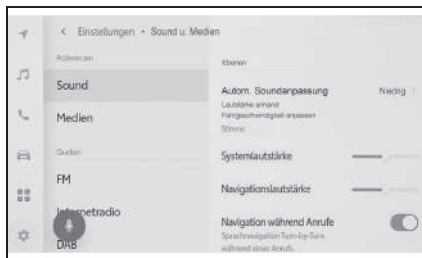 < Einstellungen • Sound u. Medien
Präferenzen
Sound
Medien
Quellen
FM
Internetradio
DAB
Ebenen
Autom. Soundanpassung Niedrig
Lautstärke anhand
Fahrgeschwindigkeit anpassen
Stimme
Systemlautstärke
Navigationslautstärke
Navigation während Anrufe
Sprachnavigation Turn-by-Turn
während eines Anrufs.